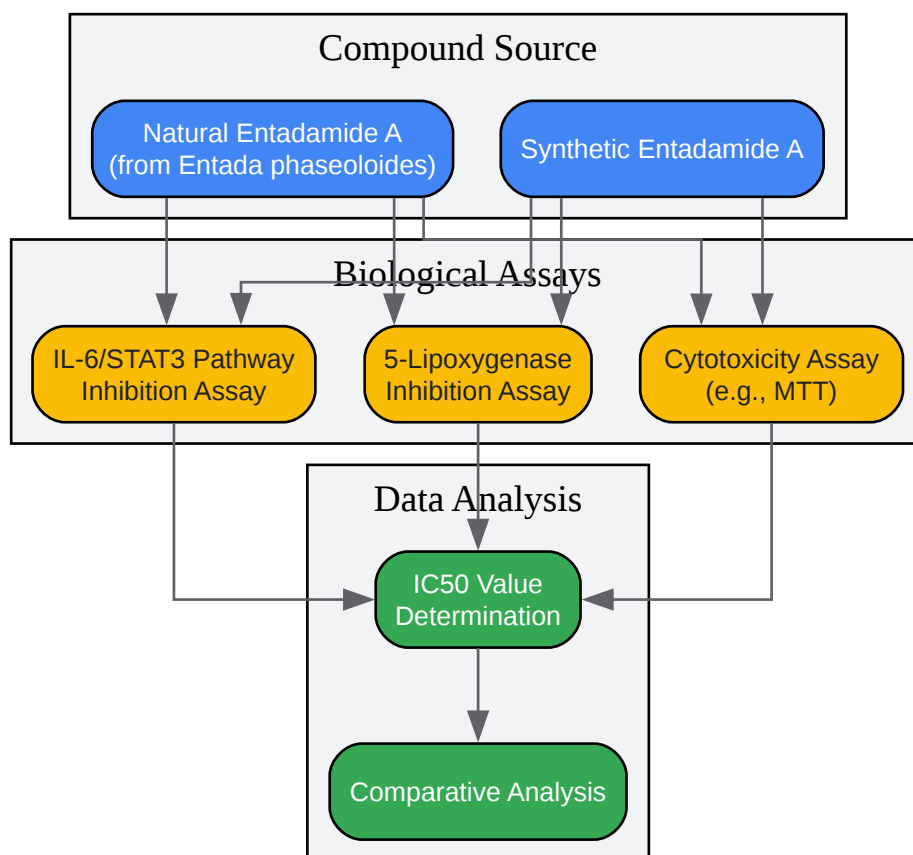 Compound Source
Natural Entadamide A
(from Entada phaseoloides)
Synthetic Entadamide A
Biological Assays
IL-6/STAT3 Pathway
Inhibition Assay
5-Lipoxygenase
Inhibition Assay
Cytotoxicity Assay
(e.g., MTT)
Data Analysis
IC50 Value
Determination
Comparative Analysis